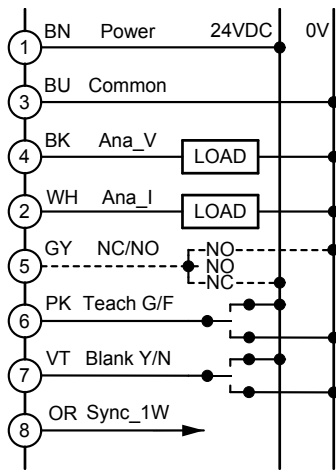 24VDC 0V
1 BN Power
3 BU Common
4 BK Ana_V LOAD
2 WH Ana_I LOAD
5 GY NC/NO NO
NO
NC
6 PK Teach G/F
7 VT Blank Y/N
8 OR Sync_1W